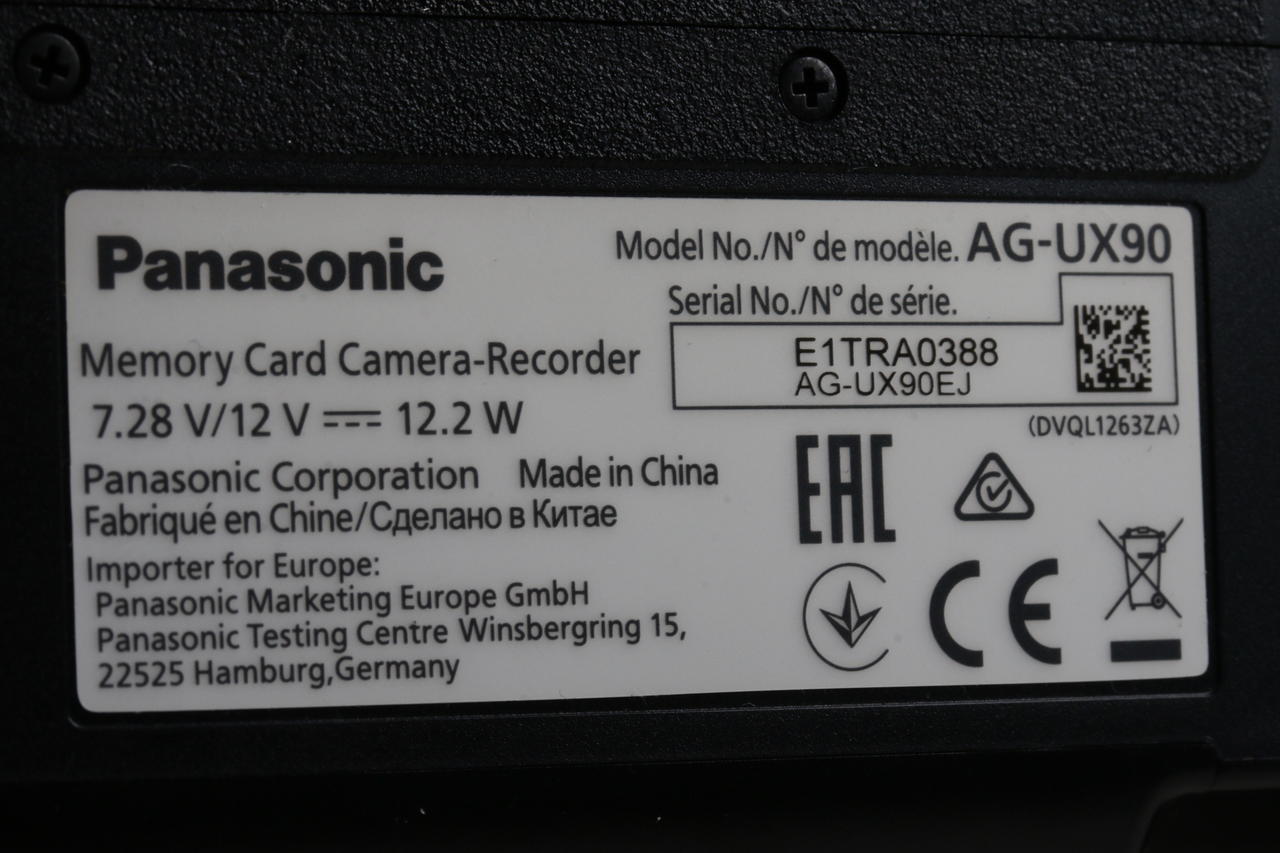 Panasonic
Model No./N° de modèle. AG-UX90
Serial No./N° de série.
E1TRA0388
AG-UX90EJ
(DVQL1263ZA)
Memory Card Camera-Recorder
7.28 V/12 V ⎓ 12.2 W
Panasonic Corporation Made in China
Fabriqué en Chine/Сделано в Китае
Importer for Europe:
Panasonic Marketing Europe GmbH
Panasonic Testing Centre Winsbergring 15,
22525 Hamburg,Germany
EAC
CE